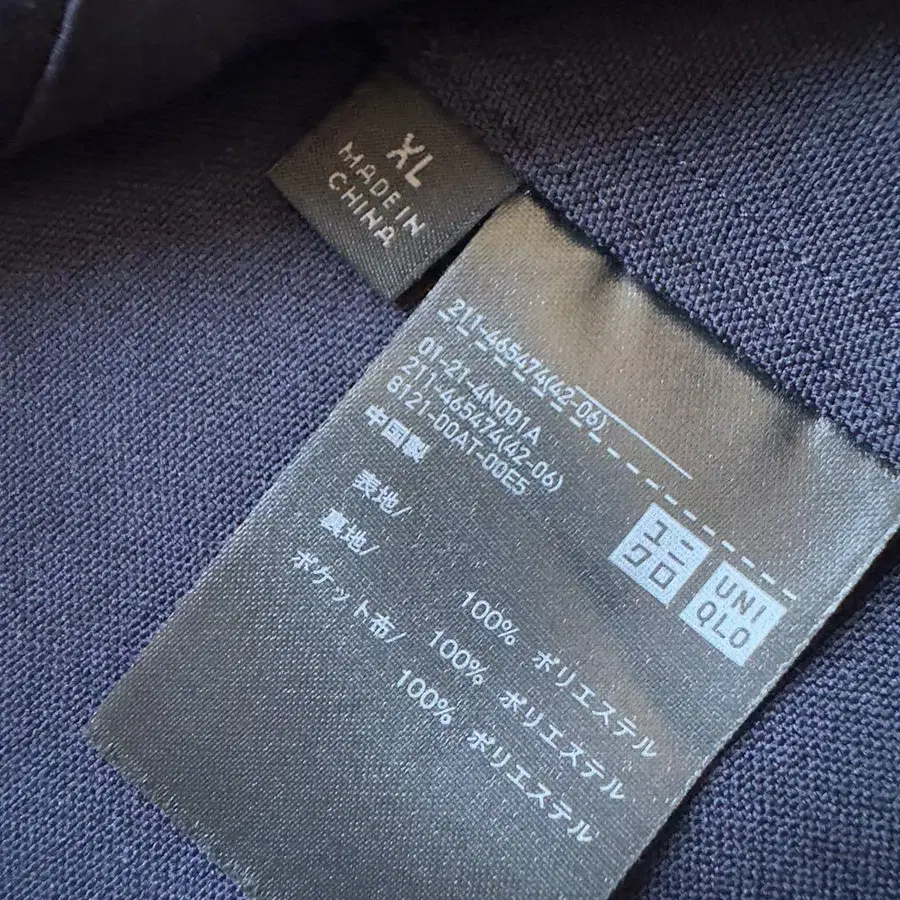 XL
MADE IN
CHINA
211-465474(42-06)
01-21-4N001A
211-465474(42-06)
8121-00AT-00E5
中国製
表地/
100% ポリエステル
裏地/
100% ポリエステル
ポケット布/
100% ポリエステル
ユニ
クロ
UNI
QLO